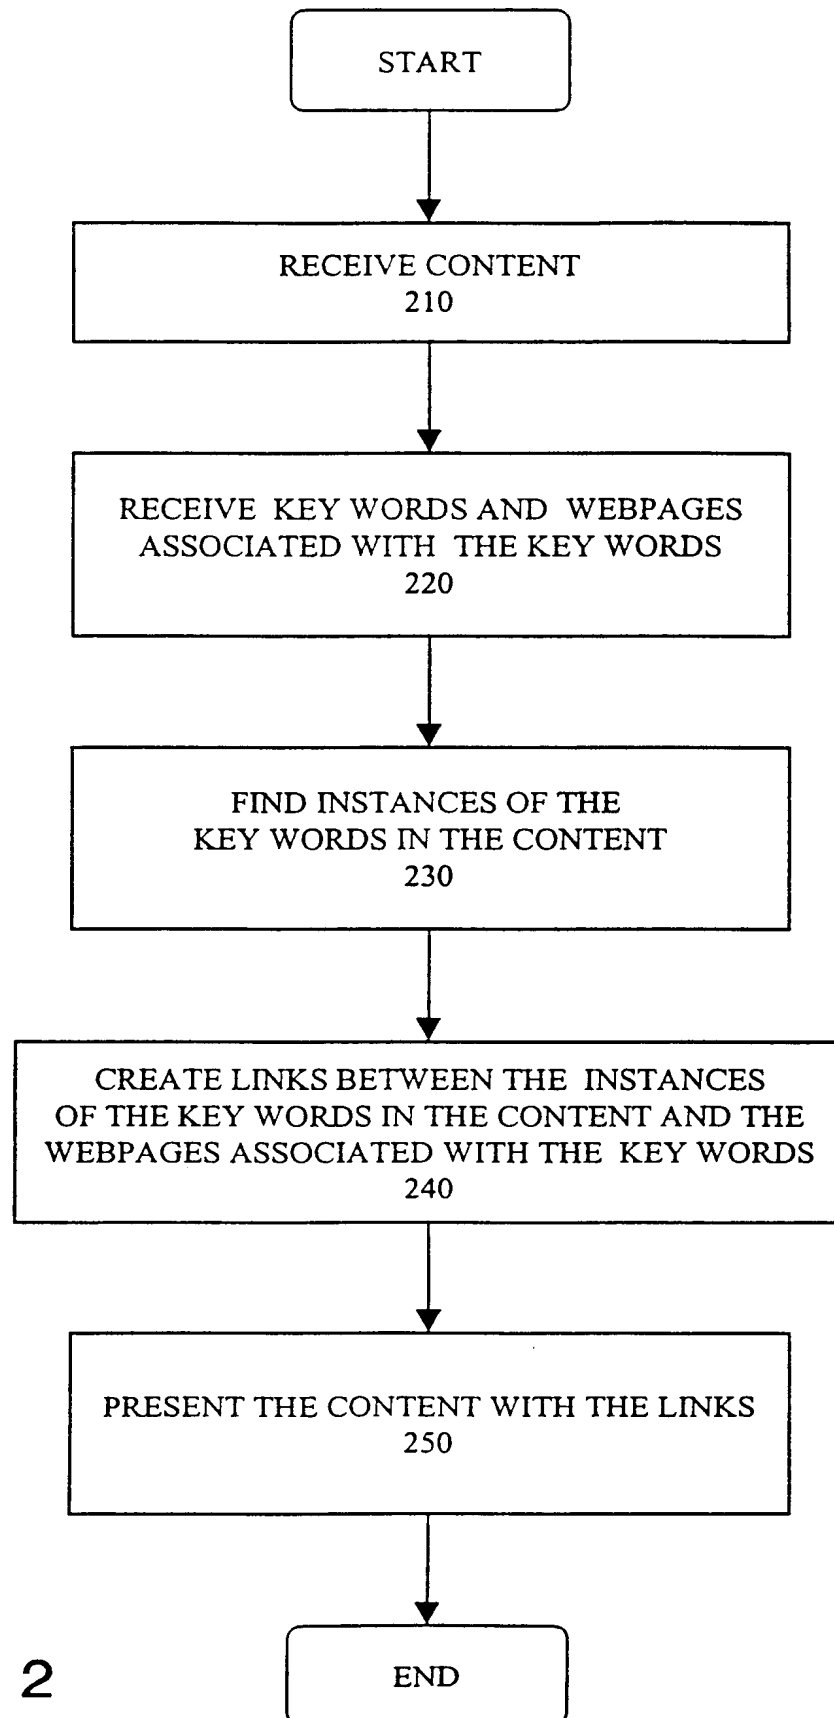 START
RECEIVE CONTENT
210
RECEIVE KEY WORDS AND WEBPAGES
ASSOCIATED WITH THE KEY WORDS
220
FIND INSTANCES OF THE
KEY WORDS IN THE CONTENT
230
CREATE LINKS BETWEEN THE INSTANCES
OF THE KEY WORDS IN THE CONTENT AND THE
WEBPAGES ASSOCIATED WITH THE KEY WORDS
240
PRESENT THE CONTENT WITH THE LINKS
250
END
2